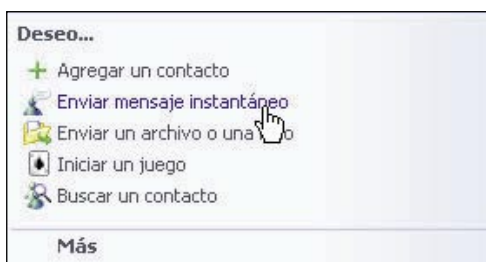 Deseo...
Agregar un contacto
Enviar mensaje instantáneo
Enviar un archivo o una
Iniciar un juego
Buscar un contacto
Más